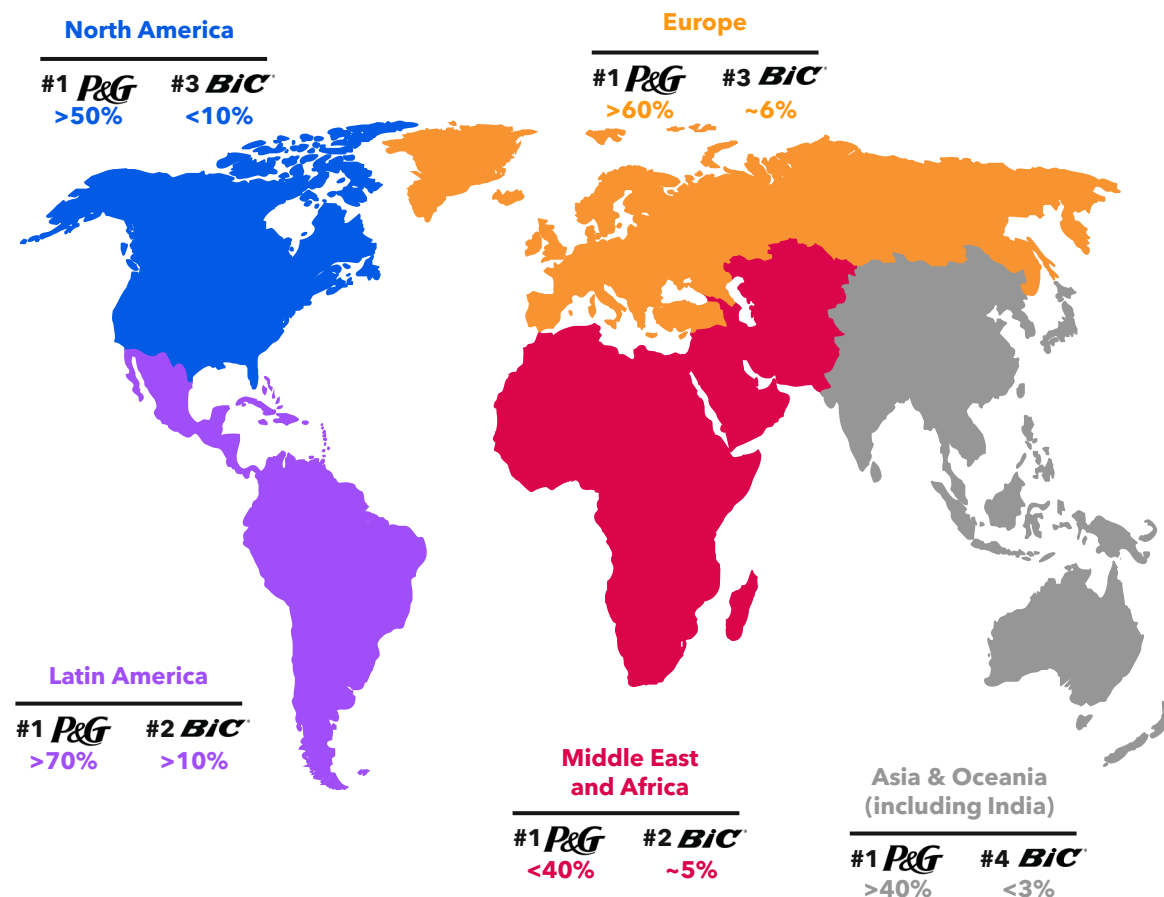 North America
#1 P&G #3 BiC®
>50% <10%
Europe
#1 P&G #3 BiC®
>60% ~6%
Latin America
#1 P&G #2 BiC®
>70% >10%
Middle East
and Africa
#1 P&G #2 BiC®
<40% ~5%
Asia & Oceania
(including India)
#1 P&G #4 BiC®
>40% <3%